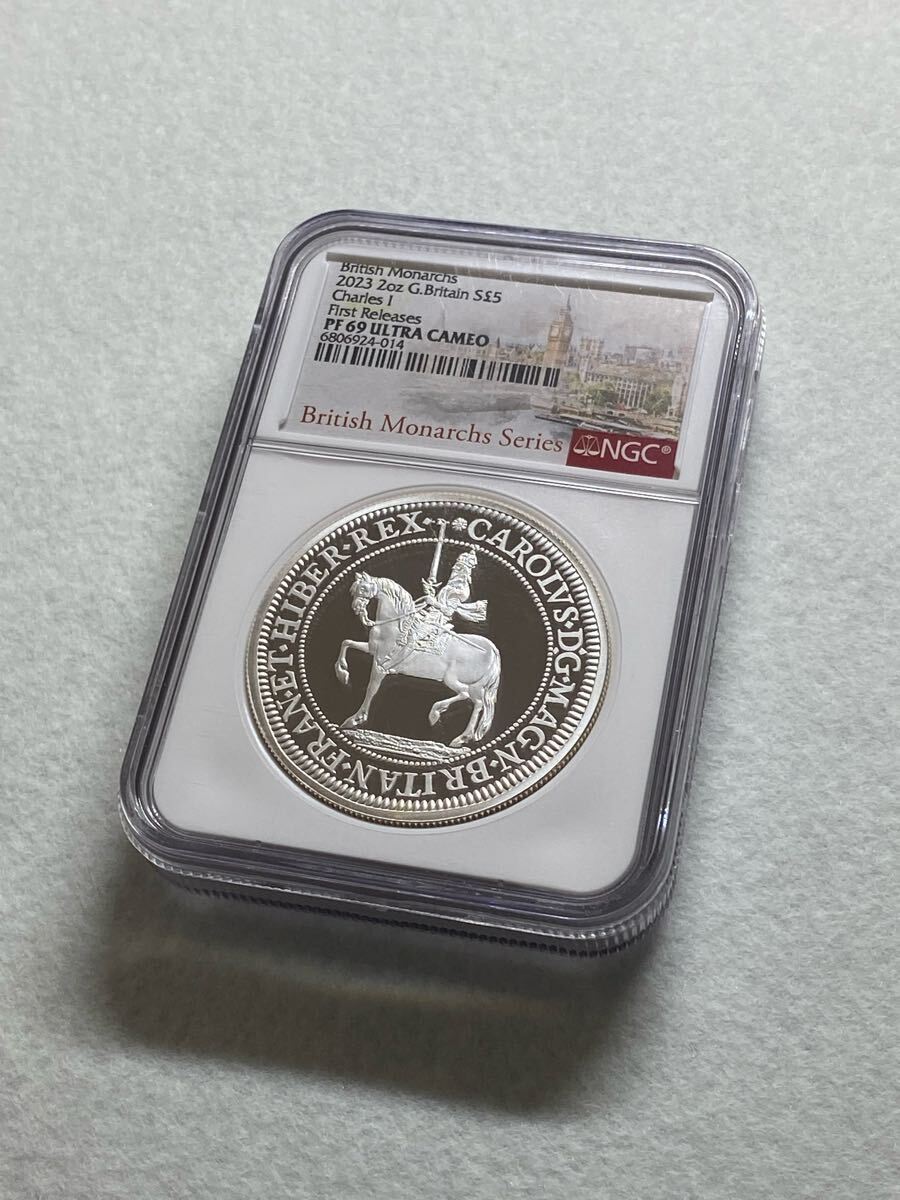 British Monarchs
2023 2oz G.Britain S£5
Charles I
First Releases
PF 69 ULTRA CAMEO
6806924-014
British Monarchs Series
NGC®
CAROLVS·D'G·MAG·N·BRITAN·FRAN·ET·HIBER·REX·